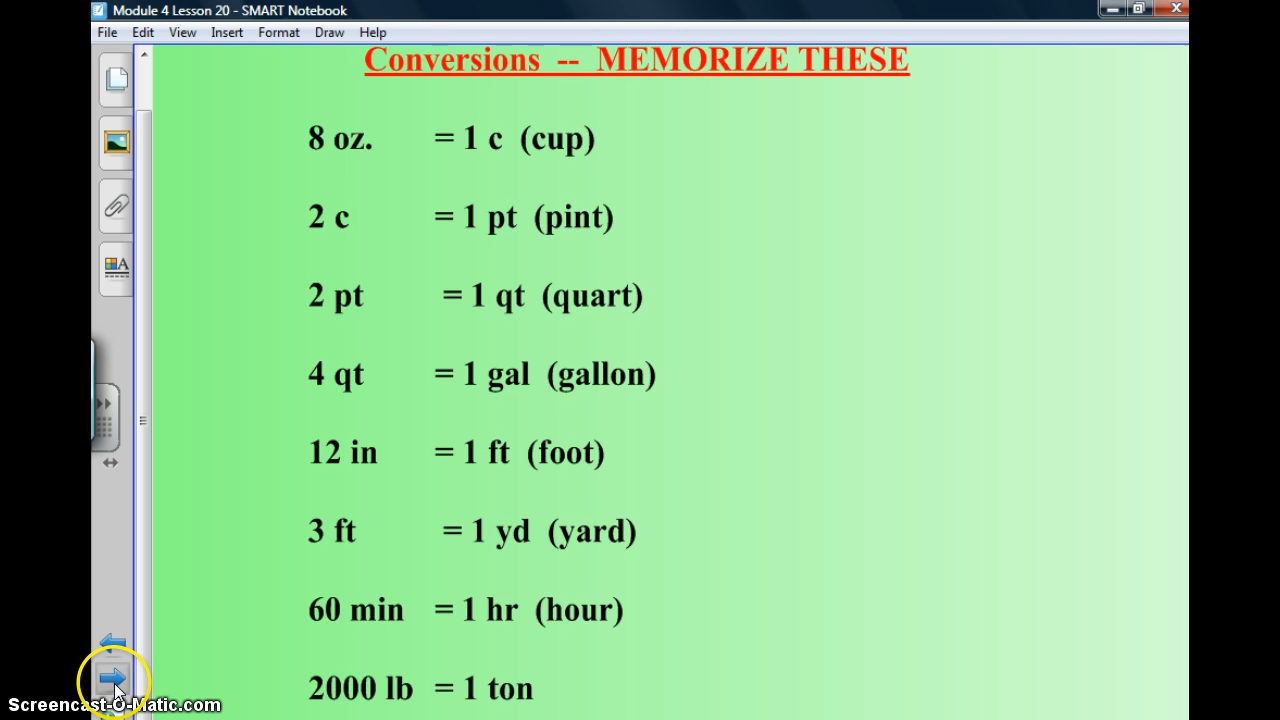 Module 4 Lesson 20 - SMART Notebook
File Edit View Insert Format Draw Help
Conversions -- MEMORIZE THESE
8 oz. = 1 c (cup)
2 c = 1 pt (pint)
2 pt = 1 qt (quart)
4 qt = 1 gal (gallon)
12 in = 1 ft (foot)
3 ft = 1 yd (yard)
60 min = 1 hr (hour)
2000 lb = 1 ton
Screencast-O-Matic.com